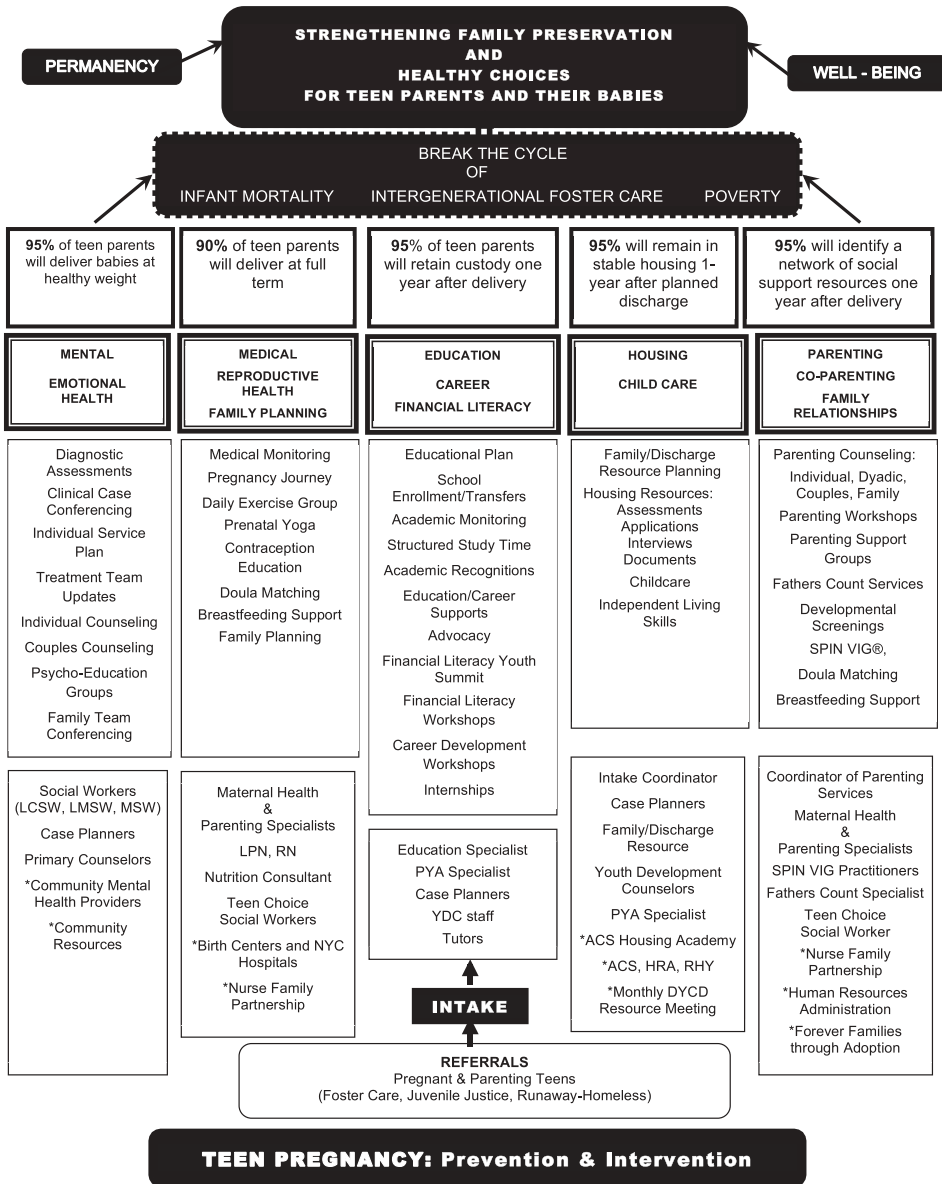 STRENGTHENING FAMILY PRESERVATION
AND
HEALTHY CHOICES
FOR TEEN PARENTS AND THEIR BABIES
PERMANENCY
WELL - BEING
BREAK THE CYCLE
OF
INFANT MORTALITY INTERGENERATIONAL FOSTER CARE POVERTY
95% of teen parents
will deliver babies at
healthy weight
90% of teen parents
will deliver at full
term
95% of teen parents
will retain custody one
year after delivery
95% will remain in
stable housing 1-
year after planned
discharge
95% will identify a
network of social
support resources one
year after delivery
MENTAL
EMOTIONAL
HEALTH
MEDICAL
REPRODUCTIVE
HEALTH
FAMILY PLANNING
EDUCATION
CAREER
FINANCIAL LITERACY
HOUSING
CHILD CARE
PARENTING
CO-PARENTING
FAMILY
RELATIONSHIPS
Diagnostic
Assessments
Clinical Case
Conferencing
Individual Service
Plan
Treatment Team
Updates
Individual Counseling
Couples Counseling
Psycho-Education
Groups
Family Team
Conferencing
Medical Monitoring
Pregnancy Journey
Daily Exercise Group
Prenatal Yoga
Contraception
Education
Doula Matching
Breastfeeding Support
Family Planning
Educational Plan
School
Enrollment/Transfers
Academic Monitoring
Structured Study Time
Academic Recognitions
Education/Career
Supports
Advocacy
Financial Literacy Youth
Summit
Financial Literacy
Workshops
Career Development
Workshops
Internships
Family/Discharge
Resource Planning
Housing Resources:
Assessments
Applications
Interviews
Documents
Childcare
Independent Living
Skills
Parenting Counseling:
Individual, Dyadic,
Couples, Family
Parenting Workshops
Parenting Support
Groups
Fathers Count Services
Developmental
Screenings
SPIN VIG®,
Doula Matching
Breastfeeding Support
Social Workers
(LCSW, LMSW, MSW)
Case Planners
Primary Counselors
*Community Mental
Health Providers
*Community
Resources
Maternal Health
&
Parenting Specialists
LPN, RN
Nutrition Consultant
Teen Choice
Social Workers
*Birth Centers and NYC
Hospitals
*Nurse Family
Partnership
Education Specialist
PYA Specialist
Case Planners
YDC staff
Tutors
Intake Coordinator
Case Planners
Family/Discharge
Resource
Youth Development
Counselors
PYA Specialist
*ACS Housing Academy
*ACS, HRA, RHY
*Monthly DYCD
Resource Meeting
Coordinator of Parenting
Services
Maternal Health
&
Parenting Specialists
SPIN VIG Practitioners
Fathers Count Specialist
Teen Choice
Social Worker
*Nurse Family
Partnership
*Human Resources
Administration
*Forever Families
through Adoption
INTAKE
REFERRALS
Pregnant & Parenting Teens
(Foster Care, Juvenile Justice, Runaway-Homeless)
TEEN PREGNANCY: Prevention & Intervention